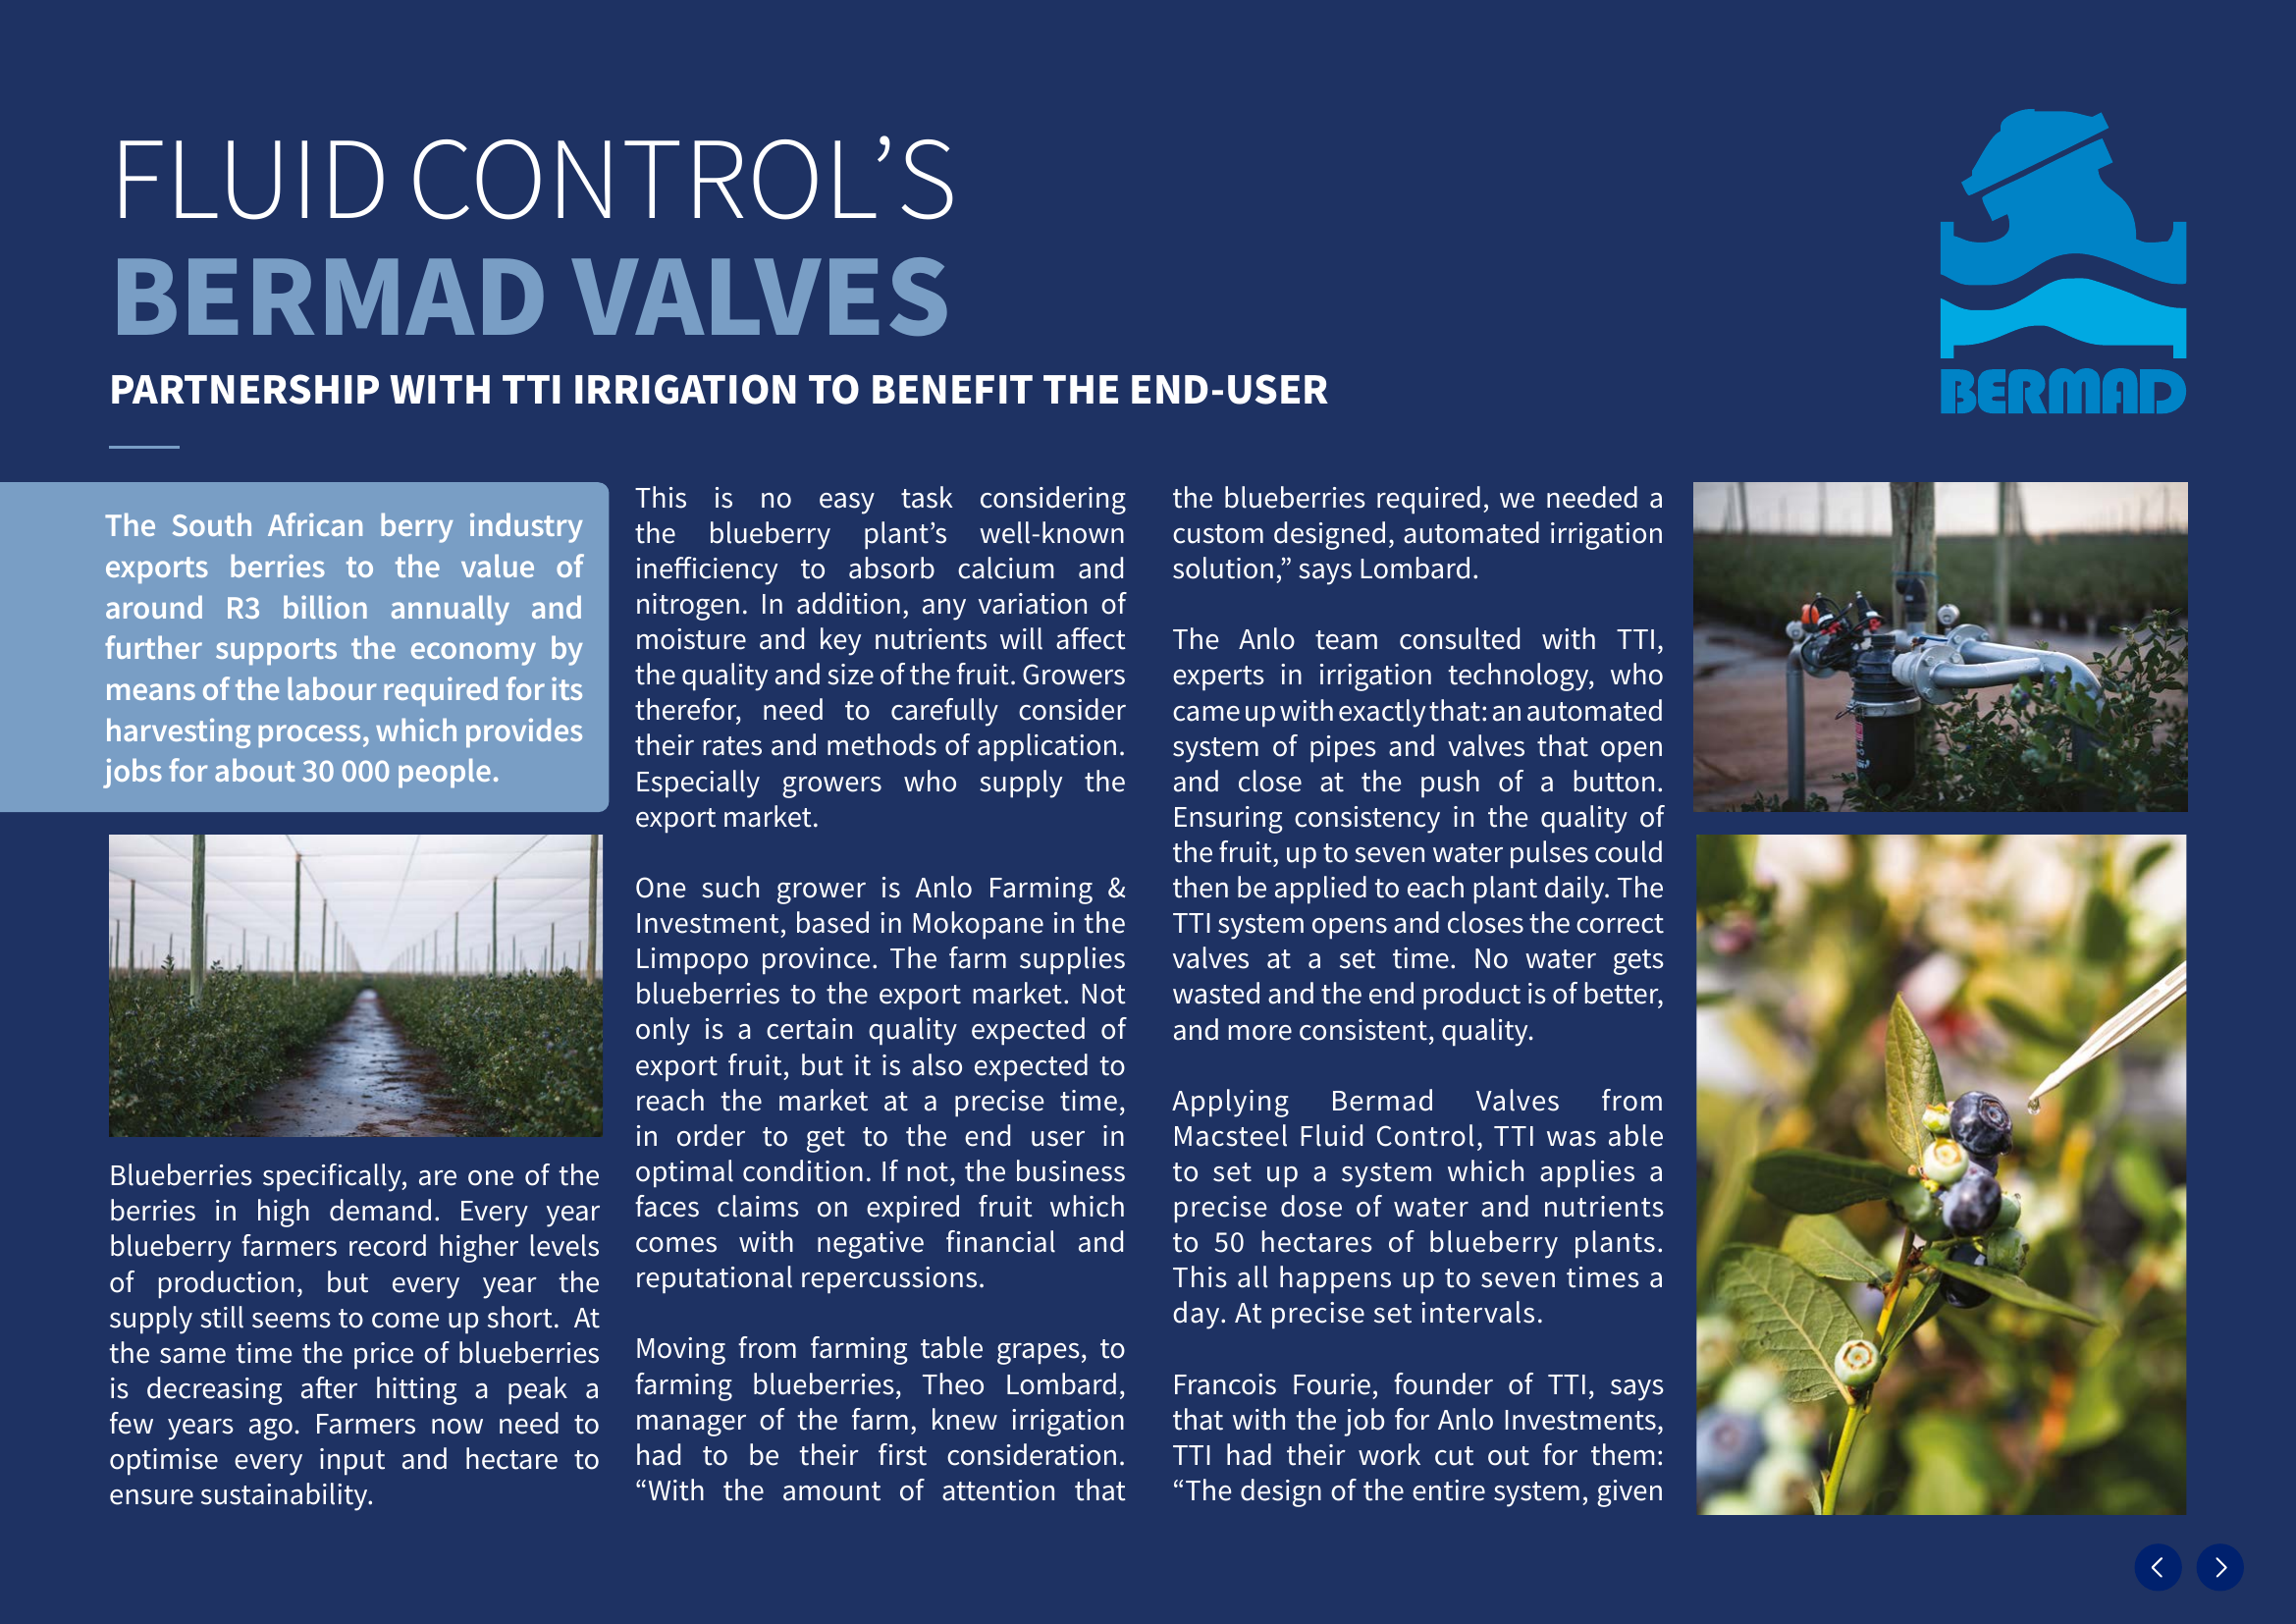 FLUID CONTROL’S
BERMAD VALVES
PARTNERSHIP WITH TTI IRRIGATION TO BENEFIT THE END-USER
BERMAD
The South African berry industry
exports berries to the value of
around R3 billion annually and
further supports the economy by
means of the labour required for its
harvesting process, which provides
jobs for about 30 000 people.
Blueberries specifically, are one of the
berries in high demand. Every year
blueberry farmers record higher levels
of production, but every year the
supply still seems to come up short. At
the same time the price of blueberries
is decreasing after hitting a peak a
few years ago. Farmers now need to
optimise every input and hectare to
ensure sustainability.
This is no easy task considering
the blueberry plant’s well-known
inefficiency to absorb calcium and
nitrogen. In addition, any variation of
moisture and key nutrients will affect
the quality and size of the fruit. Growers
therefor, need to carefully consider
their rates and methods of application.
Especially growers who supply the
export market.
One such grower is Anlo Farming &
Investment, based in Mokopane in the
Limpopo province. The farm supplies
blueberries to the export market. Not
only is a certain quality expected of
export fruit, but it is also expected to
reach the market at a precise time,
in order to get to the end user in
optimal condition. If not, the business
faces claims on expired fruit which
comes with negative financial and
reputational repercussions.
Moving from farming table grapes, to
farming blueberries, Theo Lombard,
manager of the farm, knew irrigation
had to be their first consideration.
“With the amount of attention that
the blueberries required, we needed a
custom designed, automated irrigation
solution,” says Lombard.
The Anlo team consulted with TTI,
experts in irrigation technology, who
came up with exactly that: an automated
system of pipes and valves that open
and close at the push of a button.
Ensuring consistency in the quality of
the fruit, up to seven water pulses could
then be applied to each plant daily. The
TTI system opens and closes the correct
valves at a set time. No water gets
wasted and the end product is of better,
and more consistent, quality.
Applying Bermad Valves from
Macsteel Fluid Control, TTI was able
to set up a system which applies a
precise dose of water and nutrients
to 50 hectares of blueberry plants.
This all happens up to seven times a
day. At precise set intervals.
Francois Fourie, founder of TTI, says
that with the job for Anlo Investments,
TTI had their work cut out for them:
“The design of the entire system, given